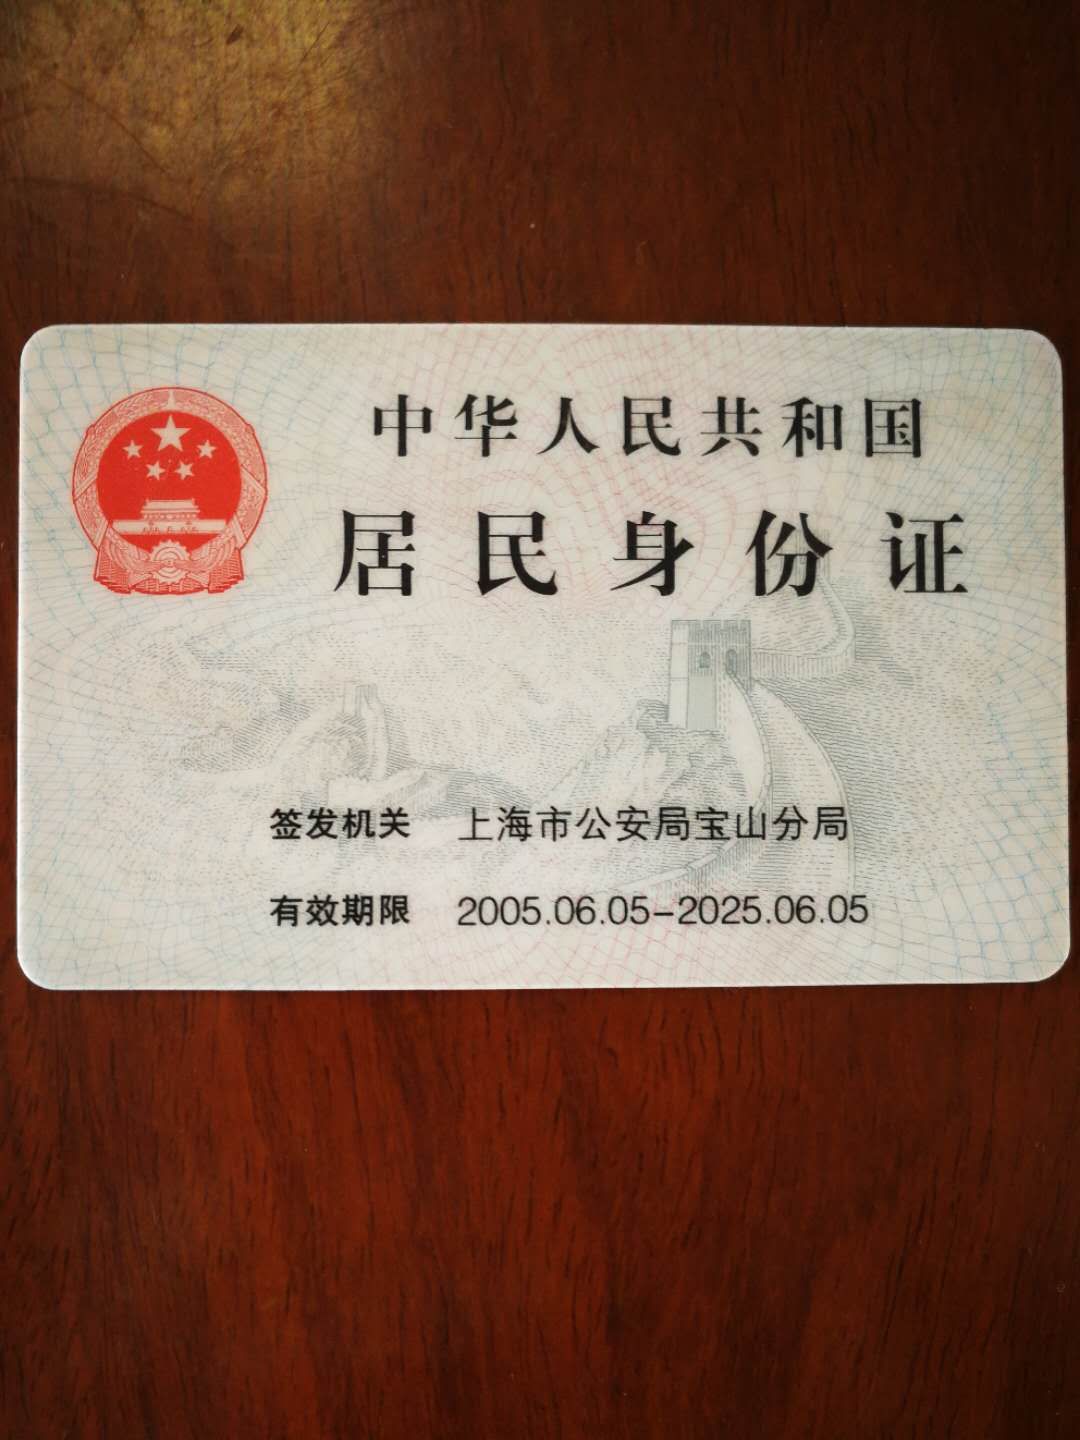 中华人民共和国
居民身份证
签发机关 上海市公安局宝山分局
有效期限 2005.06.05-2025.06.05